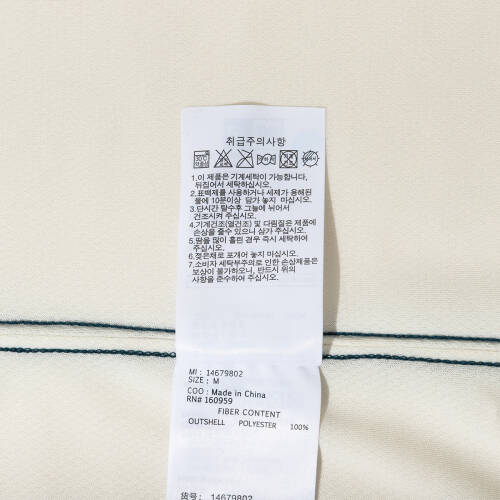 취급주의사항
1.이 제품은 기계세탁이 가능합니다,
뒤집어서 세탁하십시오.
2.표백제를 사용하거나 세제가 용해된
물에 10분이상 담가 놓지 마십시오.
3.단시간 탈수후 그늘에 뉘어서
건조시켜 주십시오.
4.기계건조(열건조) 및 다림질은 제품에
손상을 줄수 있으니 삼가 주십시오.
5.땀을 많이 흘린 경우 즉시 세탁하여
주십시오.
6.젖은채로 포개어 놓지 마십시오.
7.소비자 세탁부주의로 인한 손상제품은
보상이 불가하오니, 반드시 위의
사항을 준수하여 주십시오.
MI : 14679802
SIZE : M
COO : Made in China
RN# 160959
FIBER CONTENT
OUTSHELL POLYESTER 100%
货号: 14679802